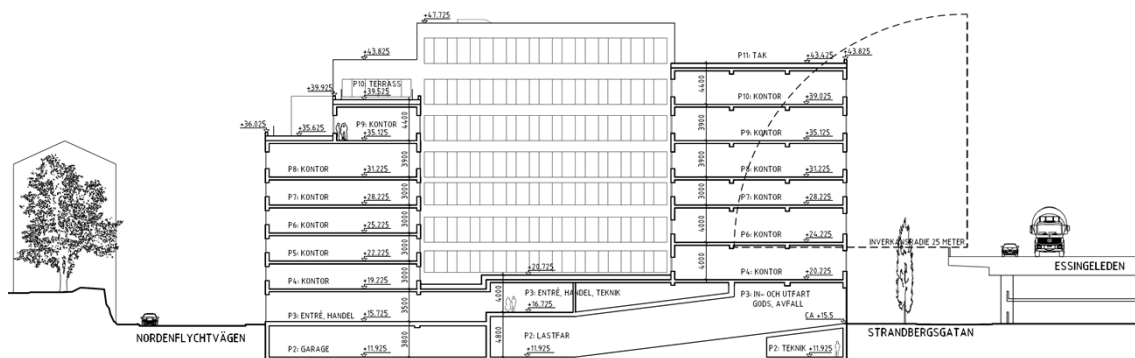 +47.725
+43.825
P11: TAK
+43.425
+43.825
P10: TERRASS
+39.925
+39.525
4400
P10: KONTOR
+39.025
4400
P9: KONTOR
+36.025
+35.625
+35.125
3900
P9: KONTOR
+35.125
3900
P8: KONTOR
+31.225
3900
P8: KONTOR
+31.225
3000
P7: KONTOR
+28.225
3000
P7: KONTOR
+28.225
3000
P6: KONTOR
+25.225
4000
P6: KONTOR
+24.225
INVERKANSRADIE 25 METER
3000
P5: KONTOR
+22.225
3000
P4: KONTOR
+19.225
+20.725
4000
P4: KONTOR
+20.225
ESSINGELEDEN
4000
P3: ENTRÉ, HANDEL, TEKNIK
+16.725
P3: IN- OCH UTFART
GODS, AVFALL
3500
P3: ENTRÉ, HANDEL
+15.725
CA +15.5
NORDENFLYCHTVÄGEN
STRANDBERGSGATAN
P2: GARAGE
+11.925
3800
4800
P2: LASTFAR
+11.925
P2: TEKNIK
+11.925